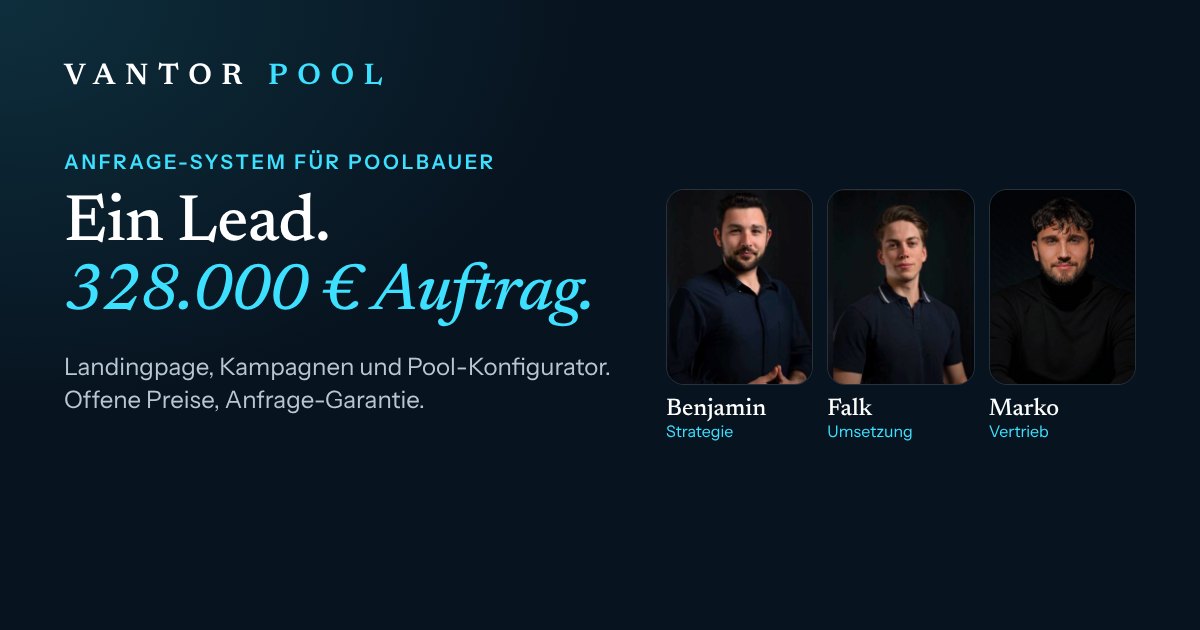 VANTOR POOL
ANFRAGE-SYSTEM FÜR POOLBAUER
Ein Lead.
328.000 € Auftrag.
Landingpage, Kampagnen und Pool-Konfigurator.
Offene Preise, Anfrage-Garantie.
Benjamin
Strategie
Falk
Umsetzung
Marko
Vertrieb